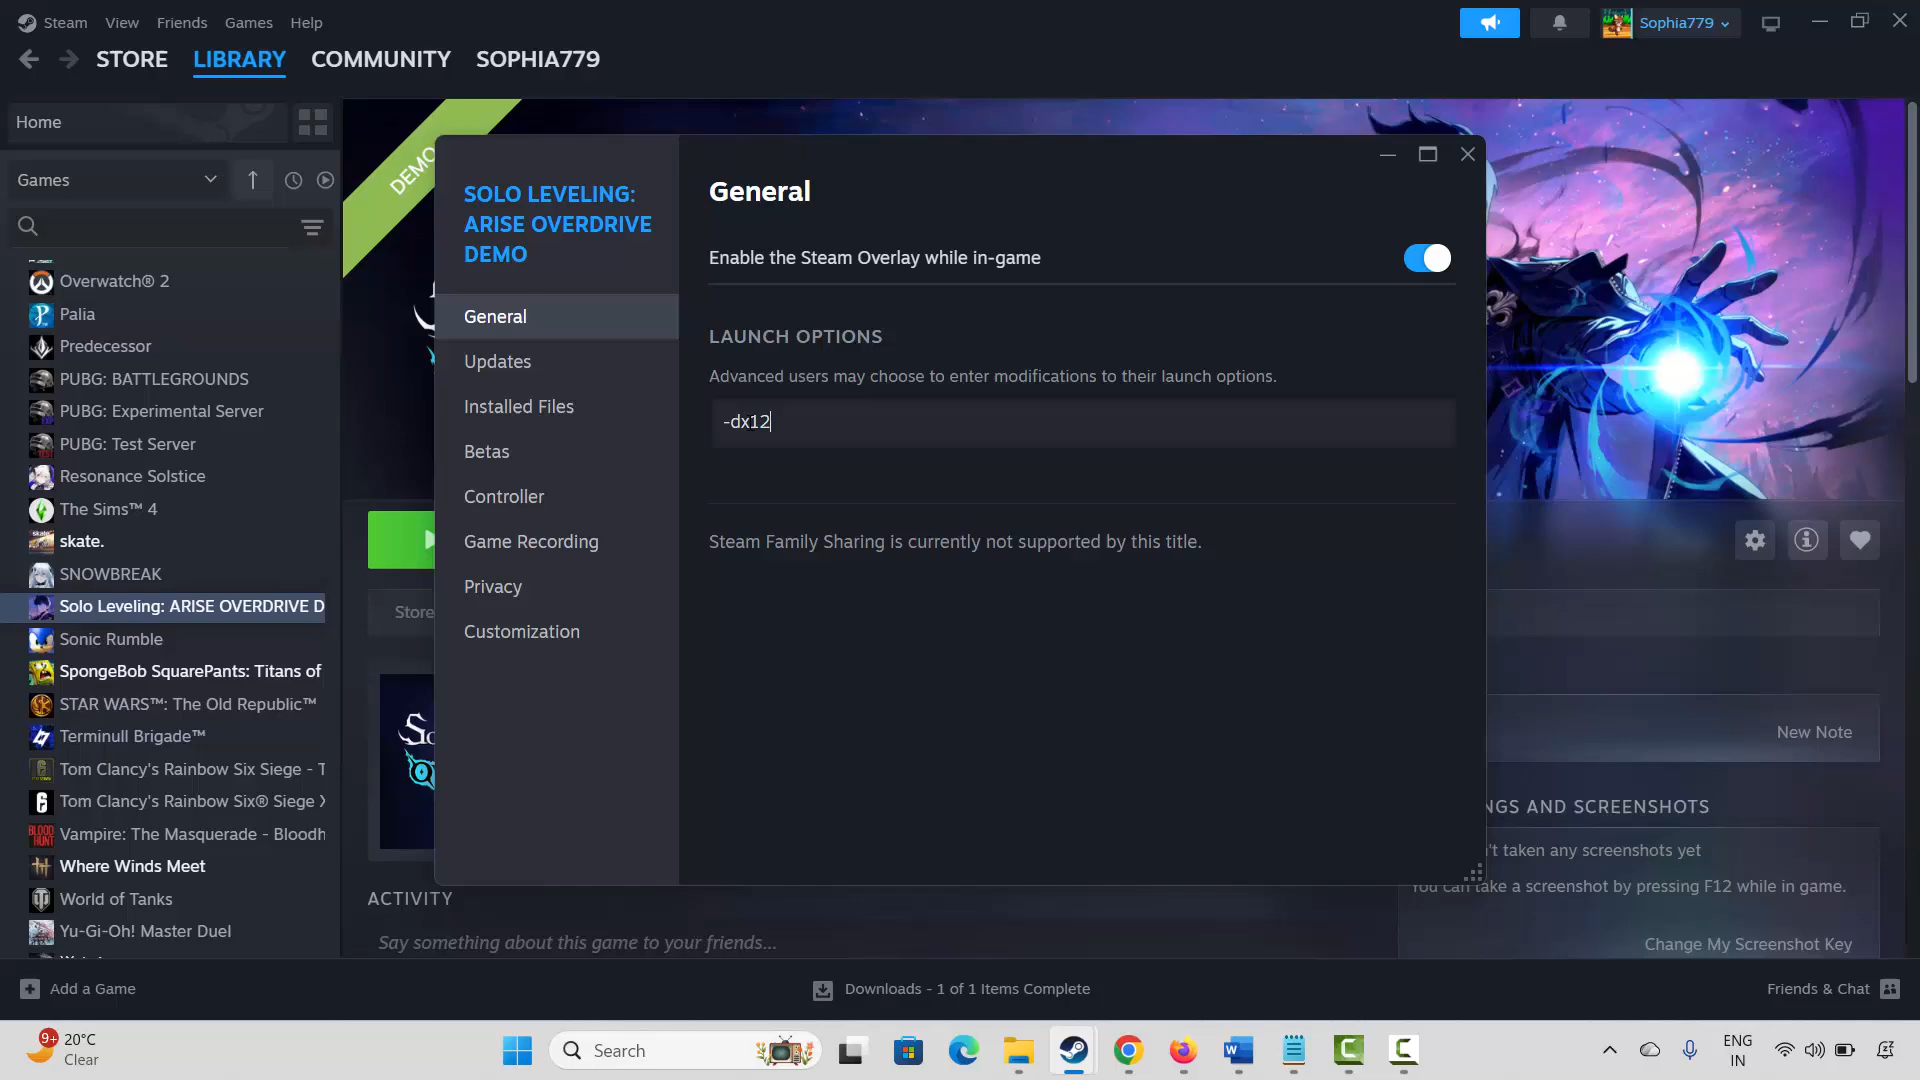 Steam View Friends Games Help
Sophia779
STORE LIBRARY COMMUNITY SOPHIA779
Home
Games
Overwatch® 2
Palia
Predecessor
PUBG: BATTLEGROUNDS
PUBG: Experimental Server
PUBG: Test Server
Resonance Solstice
The Sims™ 4
skate.
SNOWBREAK
Solo Leveling: ARISE OVERDRIVE D
Sonic Rumble
SpongeBob SquarePants: Titans of
STAR WARS™: The Old Republic™
Terminull Brigade™
Tom Clancy's Rainbow Six Siege - T
Tom Clancy's Rainbow Six® Siege X
Vampire: The Masquerade - Bloodh
Where Winds Meet
World of Tanks
Yu-Gi-Oh! Master Duel
DEMO
SOLO LEVELING:
ARISE OVERDRIVE
DEMO
General
Updates
Installed Files
Betas
Controller
Game Recording
Privacy
Customization
General
Enable the Steam Overlay while in-game
LAUNCH OPTIONS
Advanced users may choose to enter modifications to their launch options.
-dx12
Steam Family Sharing is currently not supported by this title.
Store
So
New Note
NGS AND SCREENSHOTS
't taken any screenshots yet
You can take a screenshot by pressing F12 while in game.
Change My Screenshot Key
ACTIVITY
Say something about this game to your friends...
Add a Game
Downloads - 1 of 1 Items Complete
Friends & Chat
9+
20°C
Clear
Search
ENG
IN